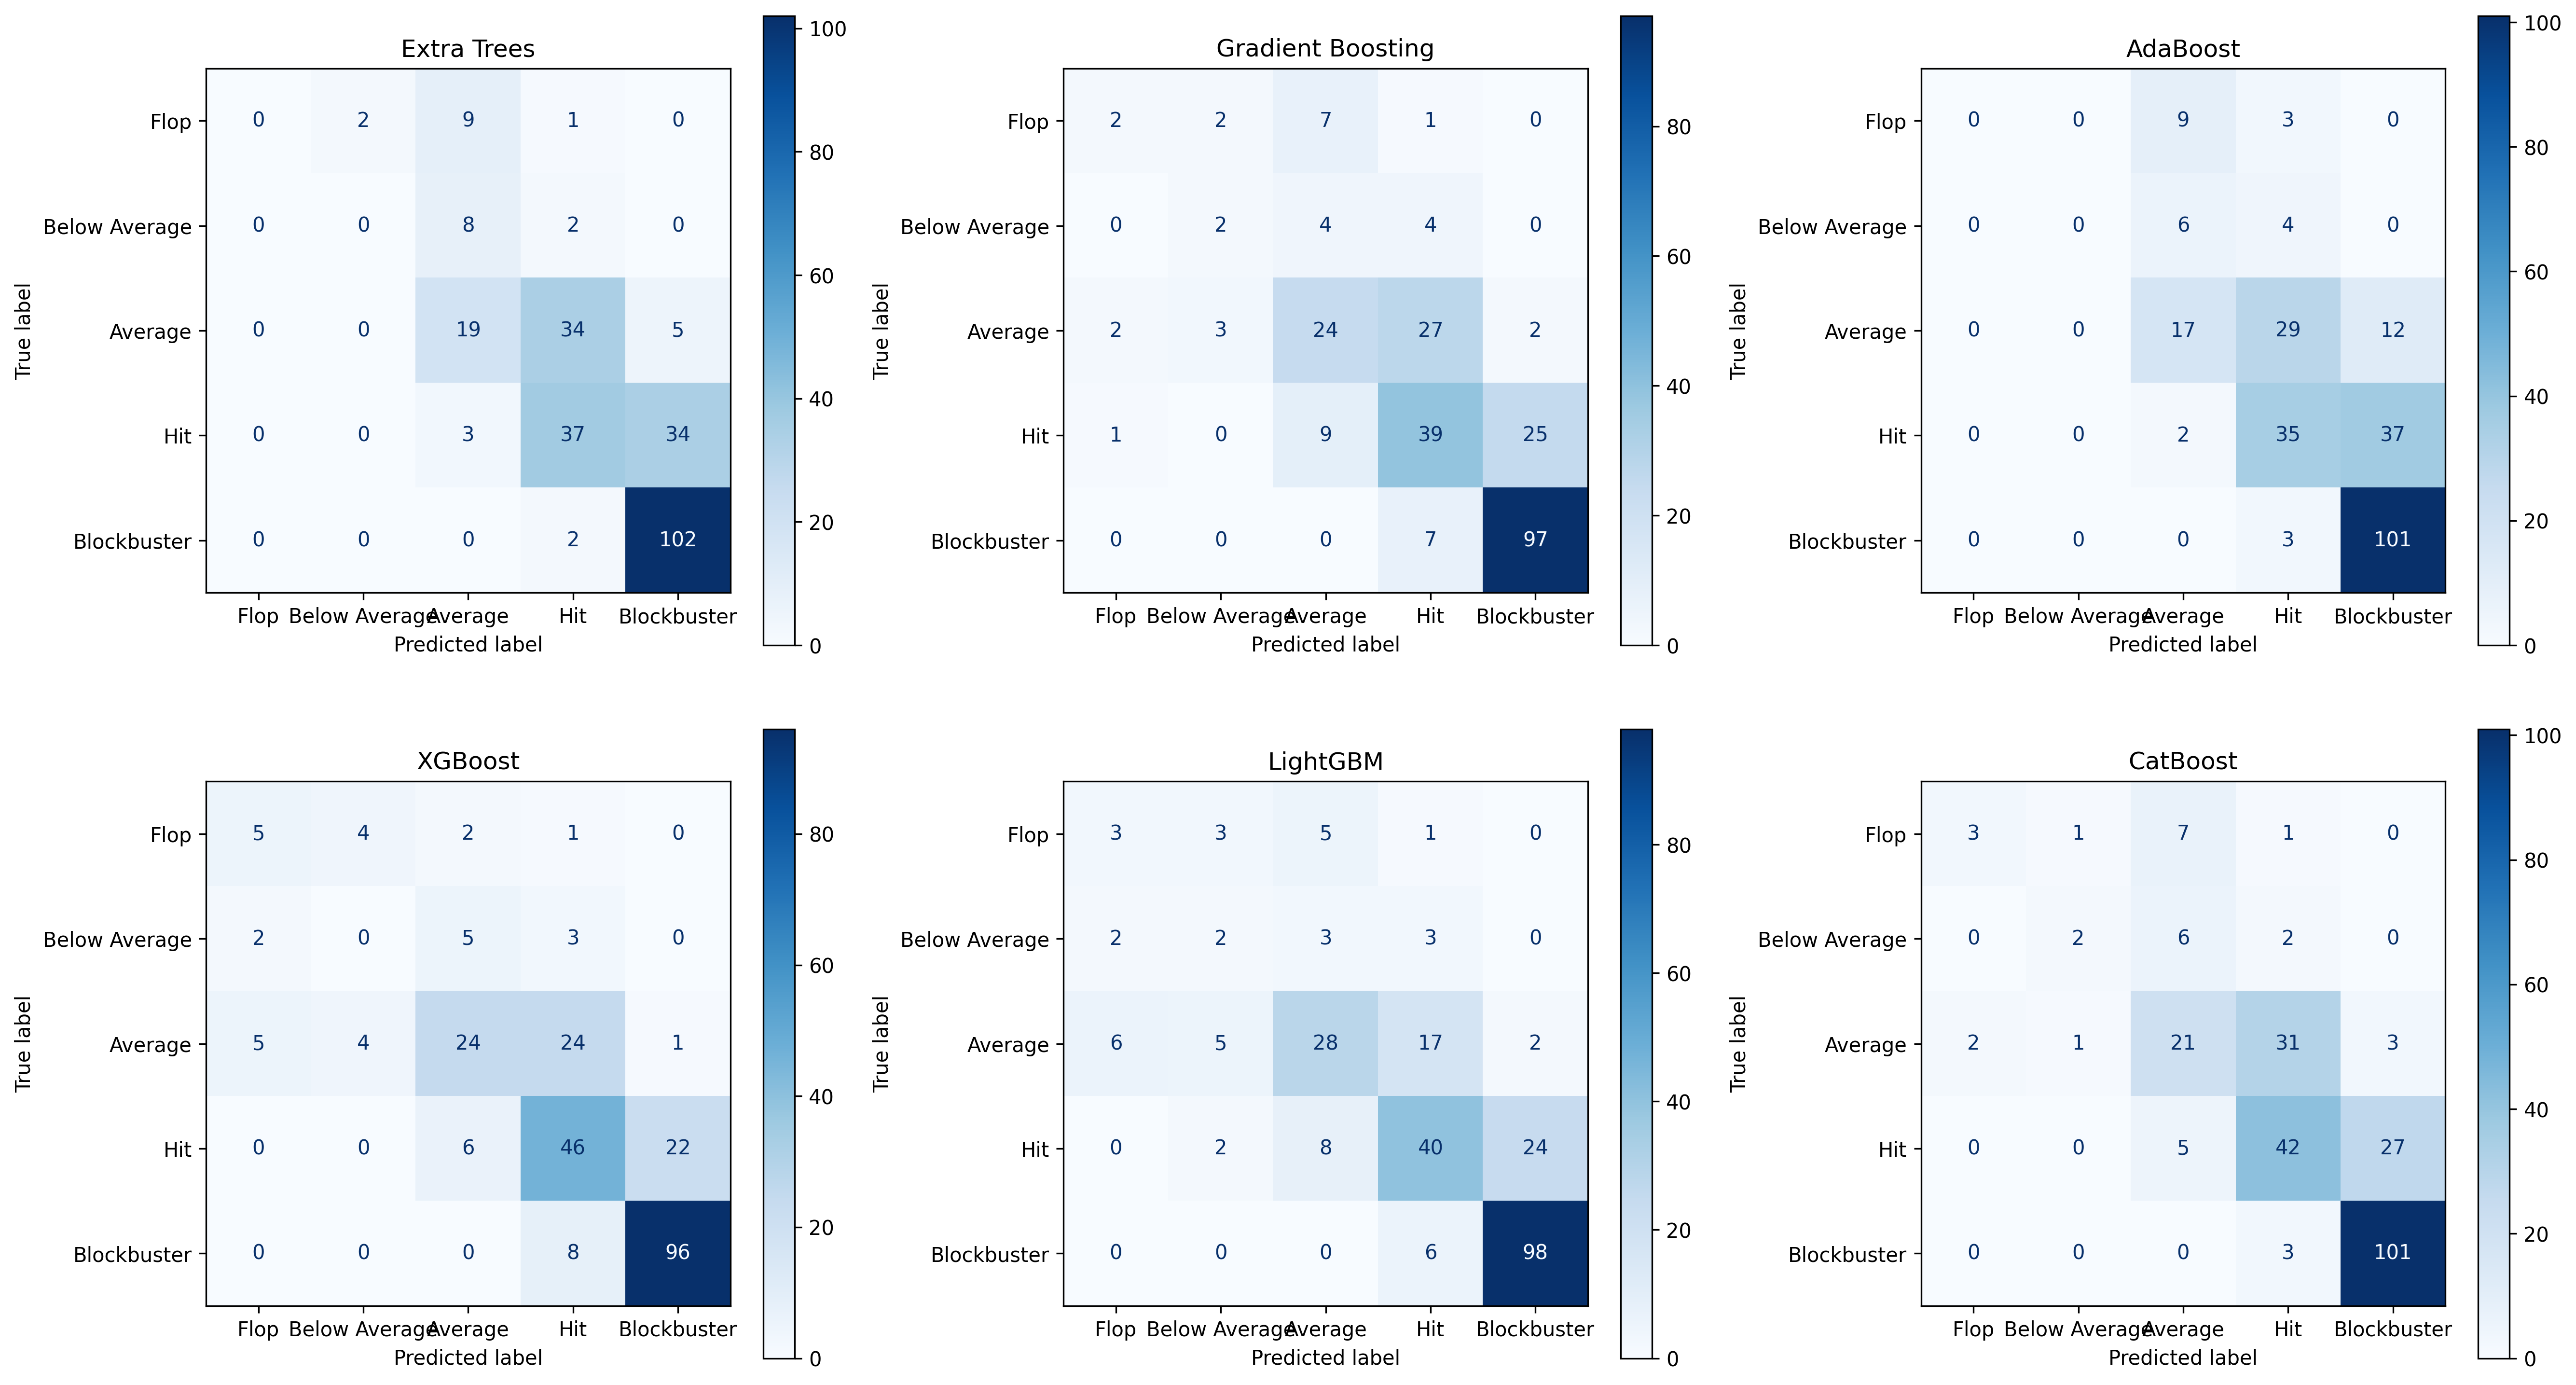 Extra Trees
True label
Flop 0 2 9 1 0
Below Average 0 0 8 2 0
Average 0 0 19 34 5
Hit 0 0 3 37 34
Blockbuster 0 0 0 2 102
Flop Below Average Average Hit Blockbuster
Predicted label
100
80
60
40
20
0
Gradient Boosting
True label
Flop 2 2 7 1 0
Below Average 0 2 4 4 0
Average 2 3 24 27 2
Hit 1 0 9 39 25
Blockbuster 0 0 0 7 97
Flop Below Average Average Hit Blockbuster
Predicted label
80
60
40
20
0
AdaBoost
True label
Flop 0 0 9 3 0
Below Average 0 0 6 4 0
Average 0 0 17 29 12
Hit 0 0 2 35 37
Blockbuster 0 0 0 3 101
Flop Below Average Average Hit Blockbuster
Predicted label
100
80
60
40
20
0
XGBoost
True label
Flop 5 4 2 1 0
Below Average 2 0 5 3 0
Average 5 4 24 24 1
Hit 0 0 6 46 22
Blockbuster 0 0 0 8 96
Flop Below Average Average Hit Blockbuster
Predicted label
80
60
40
20
0
LightGBM
True label
Flop 3 3 5 1 0
Below Average 2 2 3 3 0
Average 6 5 28 17 2
Hit 0 2 8 40 24
Blockbuster 0 0 0 6 98
Flop Below Average Average Hit Blockbuster
Predicted label
80
60
40
20
0
CatBoost
True label
Flop 3 1 7 1 0
Below Average 0 2 6 2 0
Average 2 1 21 31 3
Hit 0 0 5 42 27
Blockbuster 0 0 0 3 101
Flop Below Average Average Hit Blockbuster
Predicted label
100
80
60
40
20
0